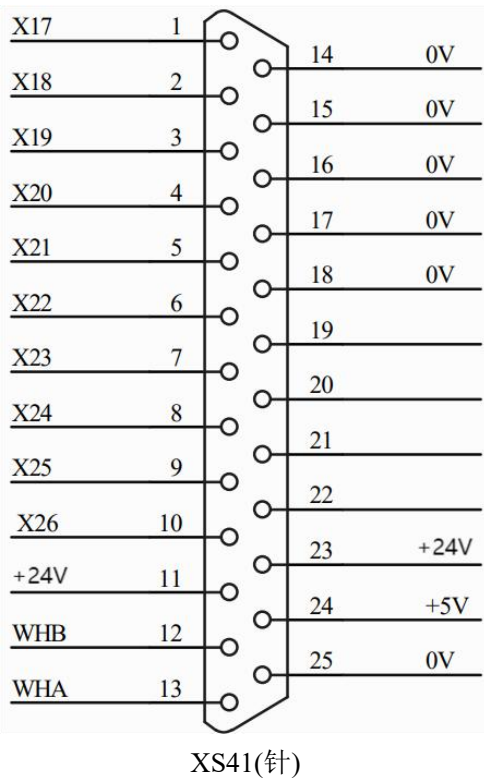 X17 1
14 0V
X18 2
15 0V
X19 3
16 0V
X20 4
17 0V
X21 5
18 0V
X22 6
19
X23 7
20
X24 8
21
X25 9
22
X26 10
23 +24V
+24V 11
24 +5V
WHB 12
25 0V
WHA 13
XS41(针)